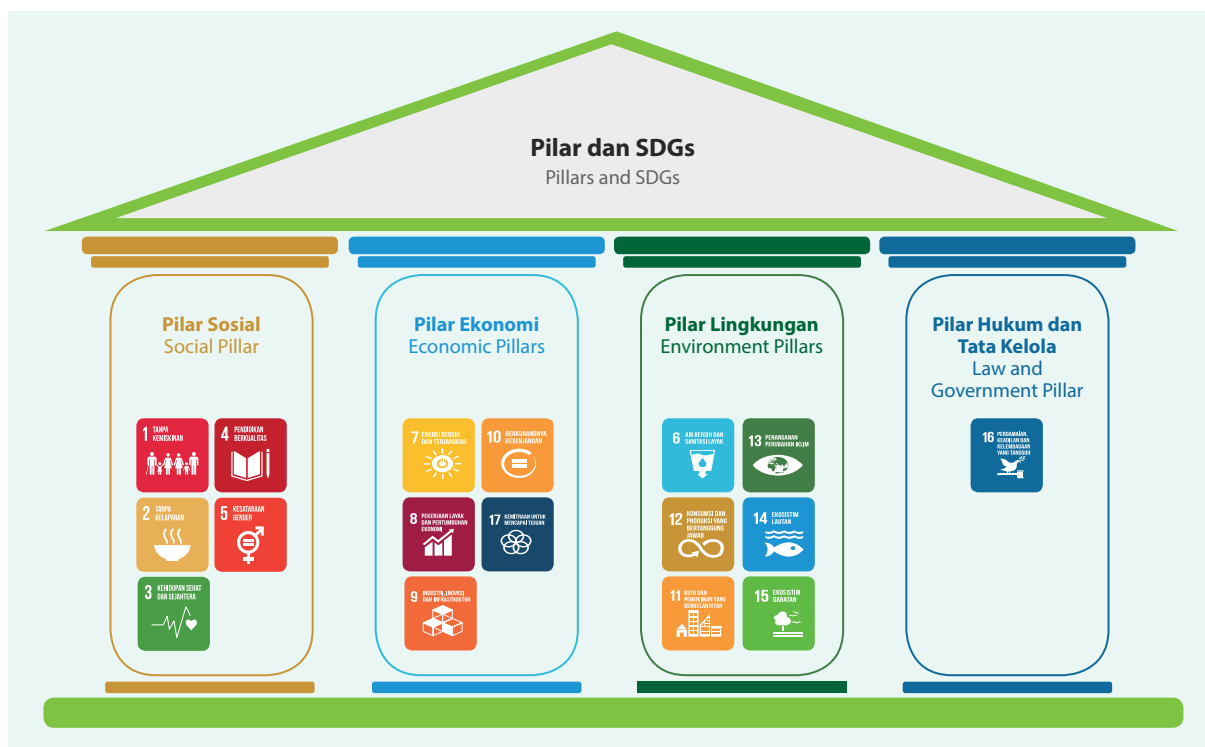 Pilar dan SDGs
Pillars and SDGs
Pilar Sosial
Social Pillar
1 TANPA
KEMISKINAN
4 PENDIDIKAN
BERKUALITAS
2 TANPA
KELAPARAN
5 KESATARAAN
GENDER
3 KEHIDUPAN SEHAT
DAN SEJAHTERA
Pilar Ekonomi
Economic Pillars
7 ENERGI BERSIH
DAN TERJANGKAU
10 BERKURANGNYA
KESENJANGAN
8 PEKERJAAN LAYAK
DAN PERTUMBUHAN
EKONOMI
17 KEMITRAAN UNTUK
MENCAPAI TUJUAN
9 INDUSTRI, INOVASI
DAN INFRASTRUKTUR
Pilar Lingkungan
Environment Pillars
6 AIR BERSIH DAN
SANITASI LAYAK
13 PENANGANAN
PERUBAHAN IKLIM
12 KONSUMSI DAN
PRODUKSI YANG
BERTANGGUNG
JAWAB
14 EKOSISTIM
LAUTAN
11 KOTA DAN
PEMUKIMAN YANG
BERKELANJUTAN
15 EKOSISTIM
DARATAN
Pilar Hukum dan
Tata Kelola
Law and
Government Pillar
16 PERDAMAIAN,
KEADILAN DAN
KELEMBAGAAN
YANG TANGGUH